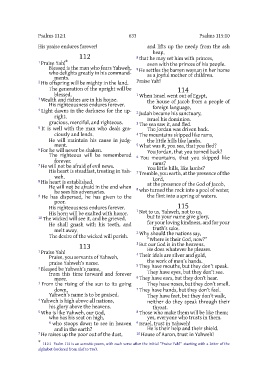 Psalms 112:1 633 Psalms 115:10
His praise endures forever!
112
1 Praise Yah!*
Blessed is the man who fears Yahweh,
who delights greatly in his command-
ments.
2 His offspring will be mighty in the land.
The generation of the upright will be
blessed.
3 Wealth and riches are in his house.
His righteousness endures forever.
4 Light dawns in the darkness for the up-
right,
gracious, merciful, and righteous.
5 It is well with the man who deals gra-
ciously and lends.
He will maintain his cause in judg-
ment.
6 For he will never be shaken.
The righteous will be remembered
forever.
7 He will not be afraid of evil news.
His heart is steadfast, trusting in Yah-
weh.
8 His heart is established.
He will not be afraid in the end when
he sees his adversaries.
9 He has dispersed, he has given to the
poor.
His righteousness endures forever.
His horn will be exalted with honor.
10 The wicked will see it, and be grieved.
He shall gnash with his teeth, and
melt away.
The desire of the wicked will perish.
113
1 Praise Yah!
Praise, you servants of Yahweh,
praise Yahweh's name.
2 Blessed be Yahweh's name,
from this time forward and forever
more.
3 From the rising of the sun to its going
down,
Yahweh's name is to be praised.
4 Yahweh is high above all nations,
his glory above the heavens.
5 Who is like Yahweh, our God,
who has his seat on high,
6 who stoops down to see in heaven
and in the earth?
7 He raises up the poor out of the dust,
and lifts up the needy from the ash
heap,
8 that he may set him with princes,
even with the princes of his people.
9 He settles the barren woman in her home
as a joyful mother of children.
Praise Yah!
114
1 When Israel went out of Egypt,
the house of Jacob from a people of
foreign language,
2 Judah became his sanctuary,
Israel his dominion.
3 The sea saw it, and fled.
The Jordan was driven back.
4 The mountains skipped like rams,
the little hills like lambs.
5 What was it, you sea, that you fled?
You Jordan, that you turned back?
6 You mountains, that you skipped like
rams?
You little hills, like lambs?
7 Tremble, you earth, at the presence of the
Lord,
at the presence of the God of Jacob,
8 who turned the rock into a pool of water,
the flint into a spring of waters.
115
1 Not to us, Yahweh, not to us,
but to your name give glory,
for your loving kindness, and for your
truth's sake.
2 Why should the nations say,
"Where is their God, now?"
3 But our God is in the heavens.
He does whatever he pleases.
4 Their idols are silver and gold,
the work of men's hands.
5 They have mouths, but they don't speak.
They have eyes, but they don't see.
6 They have ears, but they don't hear.
They have noses, but they don't smell.
7 They have hands, but they don't feel.
They have feet, but they don't walk,
neither do they speak through their
throat.
8 Those who make them will be like them;
yes, everyone who trusts in them.
9 Israel, trust in Yahweh!
He is their help and their shield.
10 House of Aaron, trust in Yahweh!
* 112:1 Psalm 112 is an acrostic poem, with each verse after the initial "Praise Yah!" starting with a letter of the
alphabet (ordered from Alef to Tav).